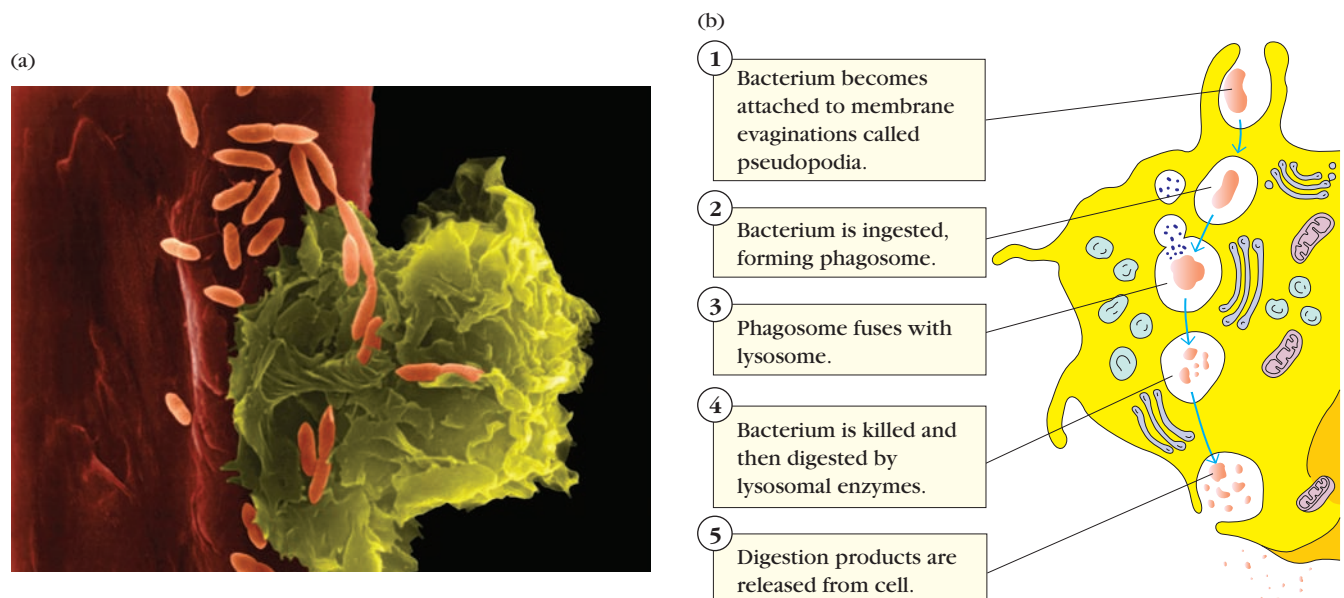 (a)
(b)
1
Bacterium becomes
attached to membrane
evaginations called
pseudopodia.
2
Bacterium is ingested,
forming phagosome.
3
Phagosome fuses with
lysosome.
4
Bacterium is killed and
then digested by
lysosomal enzymes.
5
Digestion products are
released from cell.